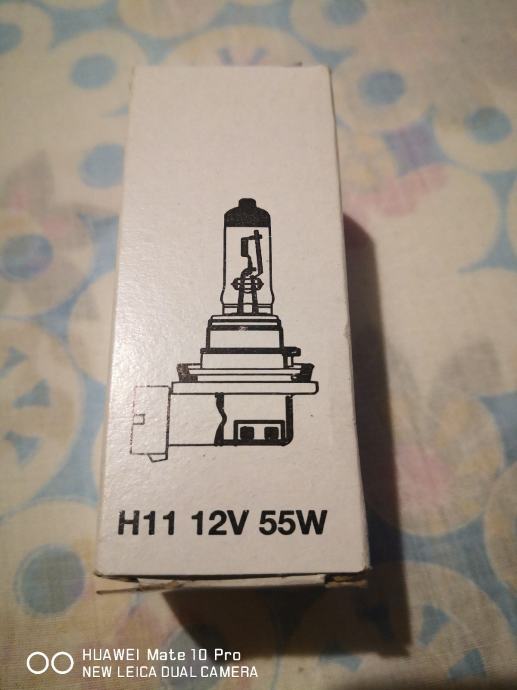 H11 12V 55W
HUAWEI Mate 10 Pro
NEW LEICA DUAL CAMERA